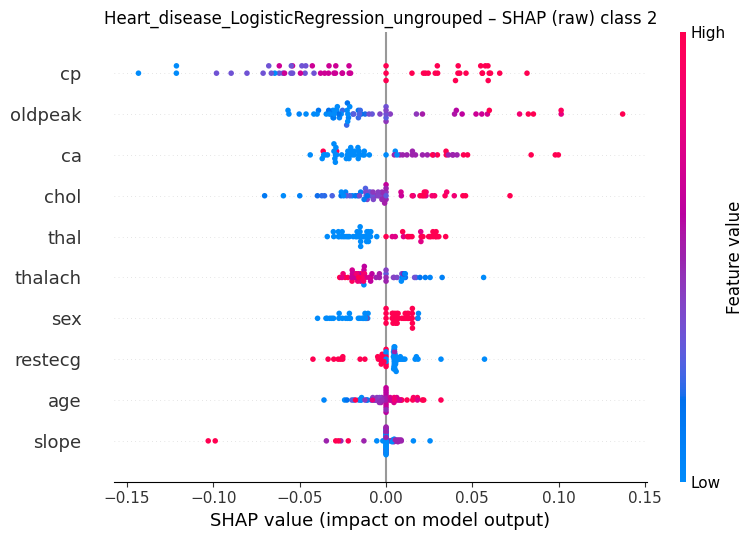 Heart_disease_LogisticRegression_ungrouped – SHAP (raw) class 2
High
cp
oldpeak
ca
chol
thal
thalach
sex
restecg
age
slope
Feature value
Low
−0.15 −0.10 −0.05 0.00 0.05 0.10 0.15
SHAP value (impact on model output)